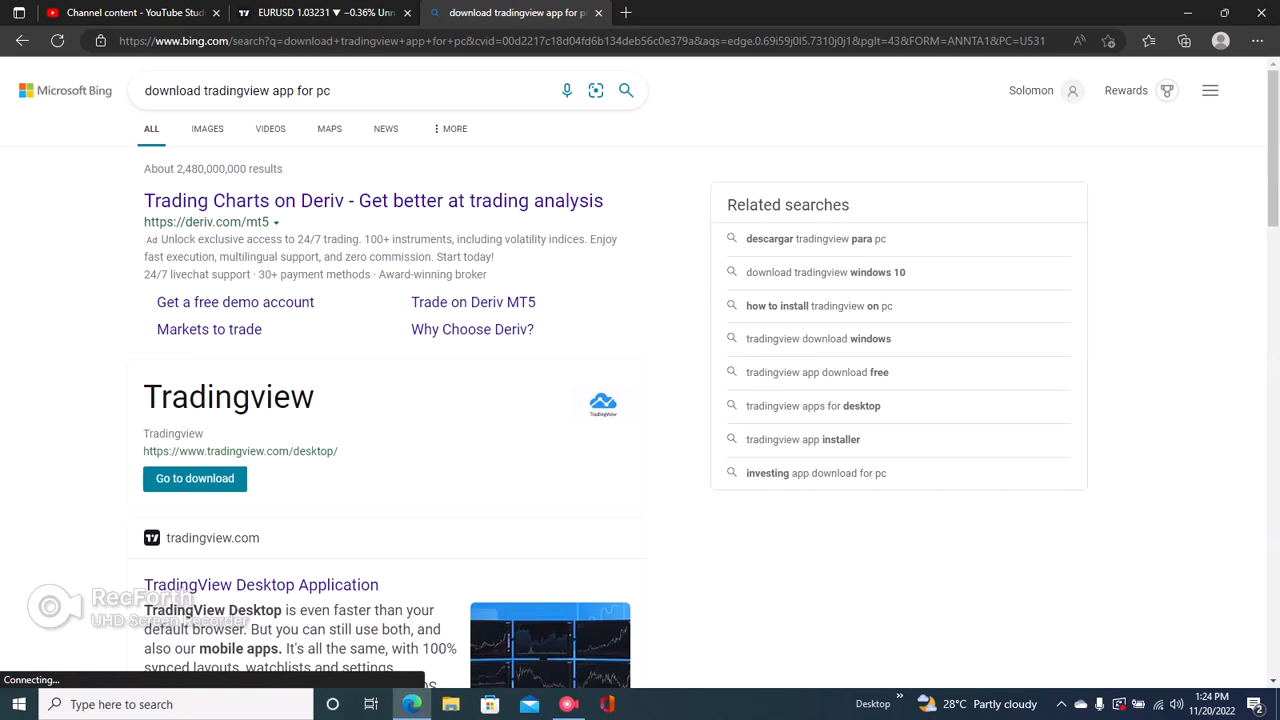 Content Curation - YouTube
EURUSD 1.03231 ▼ −0.36% Unn
download tradingview app for p
https://www.bing.com/search?q=download+tradingview+app+for+pc&cvid=00d2217c18d04fd6b134deb56c0e379a&aqs=edge.0.69i59j0l5.7310j0j1&pglt=43&FORM=ANNTA1&PC=U531
Microsoft Bing
download tradingview app for pc
Solomon
Rewards
ALL
IMAGES
VIDEOS
MAPS
NEWS
MORE
About 2,480,000,000 results
Trading Charts on Deriv - Get better at trading analysis
https://deriv.com/mt5
Ad Unlock exclusive access to 24/7 trading. 100+ instruments, including volatility indices. Enjoy
fast execution, multilingual support, and zero commission. Start today!
24/7 livechat support · 30+ payment methods · Award-winning broker
Get a free demo account
Trade on Deriv MT5
Markets to trade
Why Choose Deriv?
Tradingview
TradingView
Tradingview
https://www.tradingview.com/desktop/
Go to download
tradingview.com
TradingView Desktop Application
TradingView Desktop is even faster than your
default browser. But you can still use both, and
also our mobile apps. It's all the same, with 100%
synced layouts, watchlists and settings.
Related searches
descargar tradingview para pc
download tradingview windows 10
how to install tradingview on pc
tradingview download windows
tradingview app download free
tradingview apps for desktop
tradingview app installer
investing app download for pc
RecForth
UHD Screen Recorder
Connecting...
Type here to search
Desktop
28°C Partly cloudy
1:24 PM
11/20/2022
2